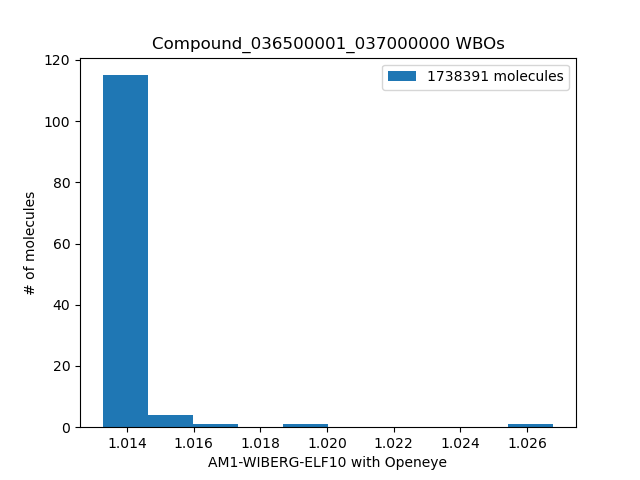 Compound_036500001_037000000 WBOs
1738391 molecules
120
100
80
60
40
20
0
# of molecules
1.014 1.016 1.018 1.020 1.022 1.024 1.026
AM1-WIBERG-ELF10 with Openeye